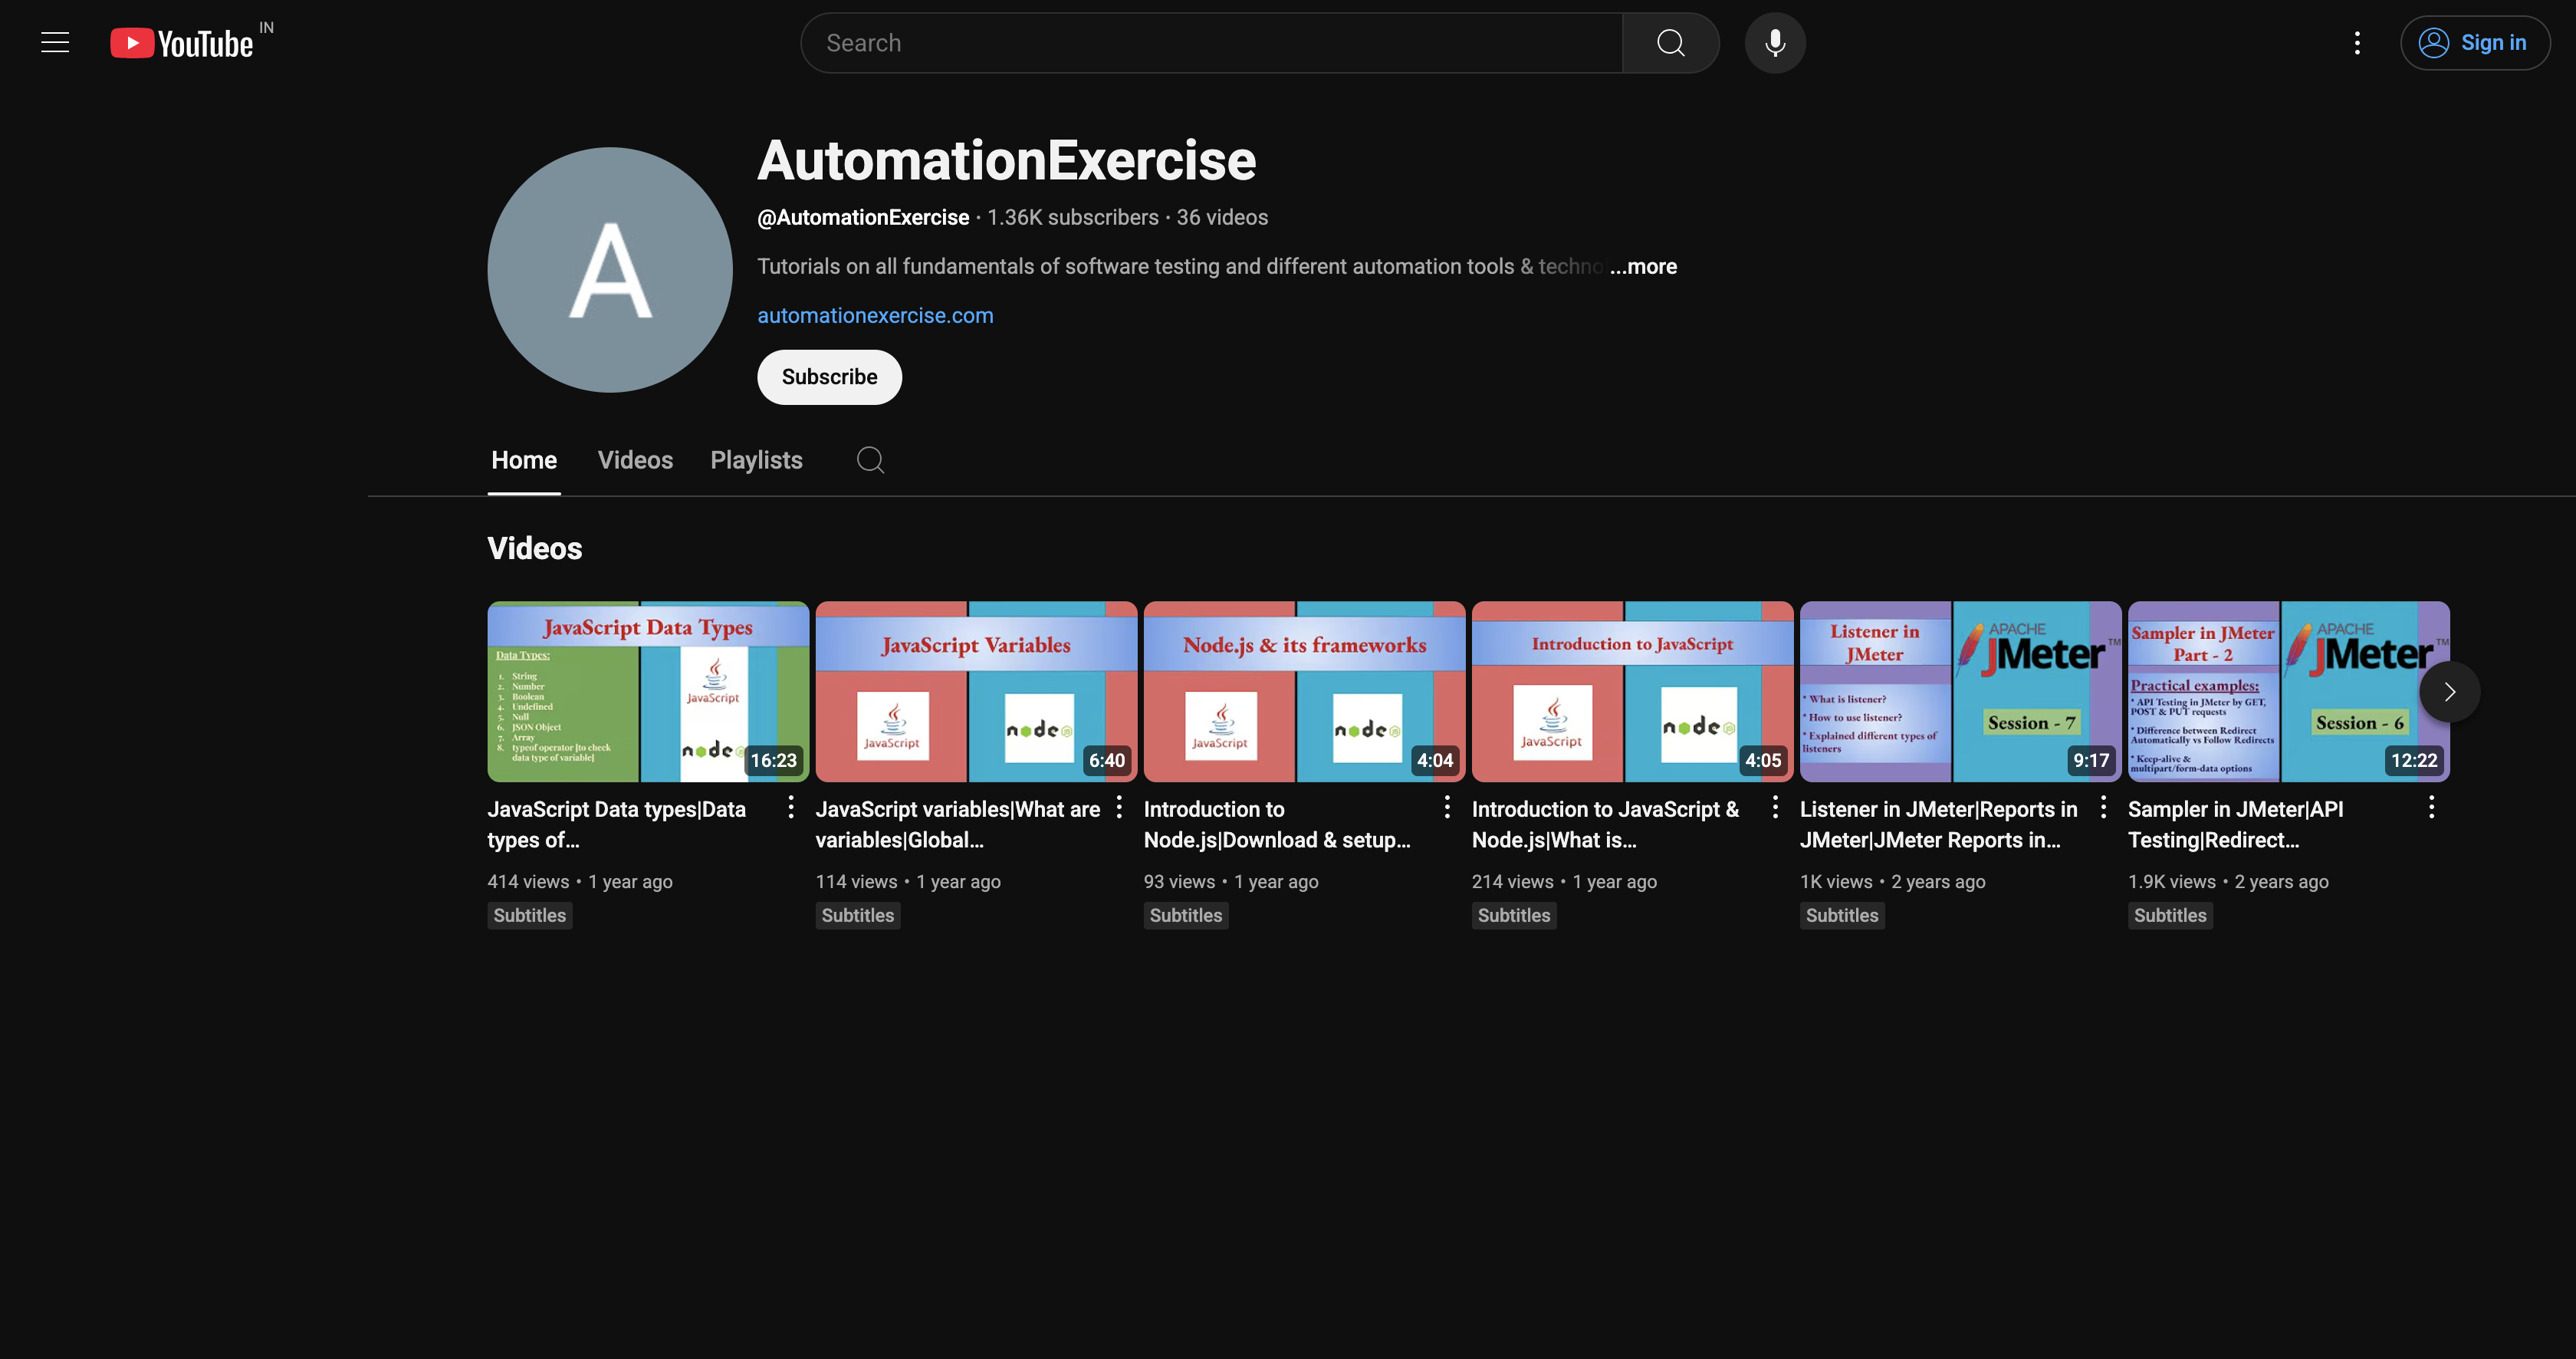 YouTube IN
Search
Sign in
A
AutomationExercise
@AutomationExercise • 1.36K subscribers • 36 videos
Tutorials on all fundamentals of software testing and different automation tools & techno ...more
automationexercise.com
Subscribe
Home Videos Playlists
Videos
JavaScript Data Types
Data Types:
1. String
2. Number
3. Boolean
4. Undefined
5. Null
6. JSON Object
7. Array
8. typeof operator [to check
data type of variable]
JavaScript
node JS
16:23
JavaScript Data types|Data
types of...
414 views • 1 year ago
Subtitles
JavaScript Variables
JavaScript
node JS
6:40
JavaScript variables|What are
variables|Global...
114 views • 1 year ago
Subtitles
Node.js & its frameworks
JavaScript
node JS
4:04
Introduction to
Node.js|Download & setup...
93 views • 1 year ago
Subtitles
Introduction to JavaScript
JavaScript
node JS
4:05
Introduction to JavaScript &
Node.js|What is...
214 views • 1 year ago
Subtitles
Listener in
JMeter
* What is listener?
* How to use listener?
* Explained different types of
listeners
APACHE
JMeter™
Session - 7
9:17
Listener in JMeter|Reports in
JMeter|JMeter Reports in...
1K views • 2 years ago
Subtitles
Sampler in JMeter
Part - 2
Practical examples:
* API Testing in JMeter by GET,
POST & PUT requests
* Difference between Redirect
Automatically vs Follow Redirects
* Keep-alive &
multipart/form-data options
APACHE
JMeter™
Session - 6
12:22
Sampler in JMeter|API
Testing|Redirect...
1.9K views • 2 years ago
Subtitles